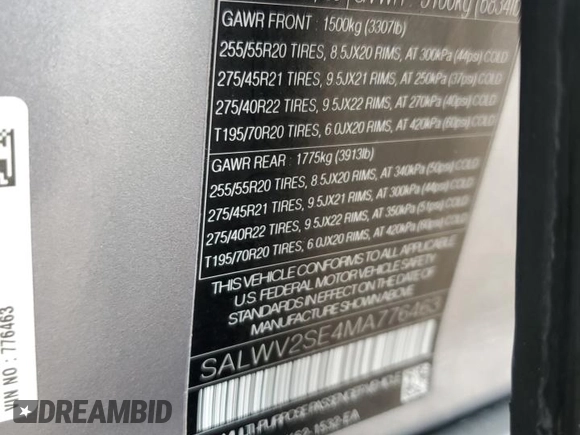 GAWR FRONT : 1500kg (3307lb)
255/55R20 TIRES, 8.5JX20 RIMS, AT 300kPa (44psi) COLD
275/45R21 TIRES, 9.5JX21 RIMS, AT 250kPa (37psi) COLD
275/40R22 TIRES, 9.5JX22 RIMS, AT 270kPa (40psi) COLD
T195/70R20 TIRES, 6.0JX20 RIMS, AT 420kPa (60psi) COLD
GAWR REAR : 1775kg (3913lb)
255/55R20 TIRES, 8.5JX20 RIMS, AT 340kPa (50psi) COLD
275/45R21 TIRES, 9.5JX21 RIMS, AT 300kPa (44psi) COLD
275/40R22 TIRES, 9.5JX22 RIMS, AT 350kPa (51psi) COLD
T195/70R20 TIRES, 6.0JX20 RIMS, AT 420kPa (60psi) COLD
THIS VEHICLE CONFORMS TO ALL APPLICABLE
U.S. FEDERAL MOTOR VEHICLE SAFETY
STANDARDS IN EFFECT ON THE DATE OF
MANUFACTURE SHOWN ABOVE
SALWV2SE4MA776463
MULTI-PURPOSE PASSENGER VEHICLE
VIN NO : 776463
DREAMBID